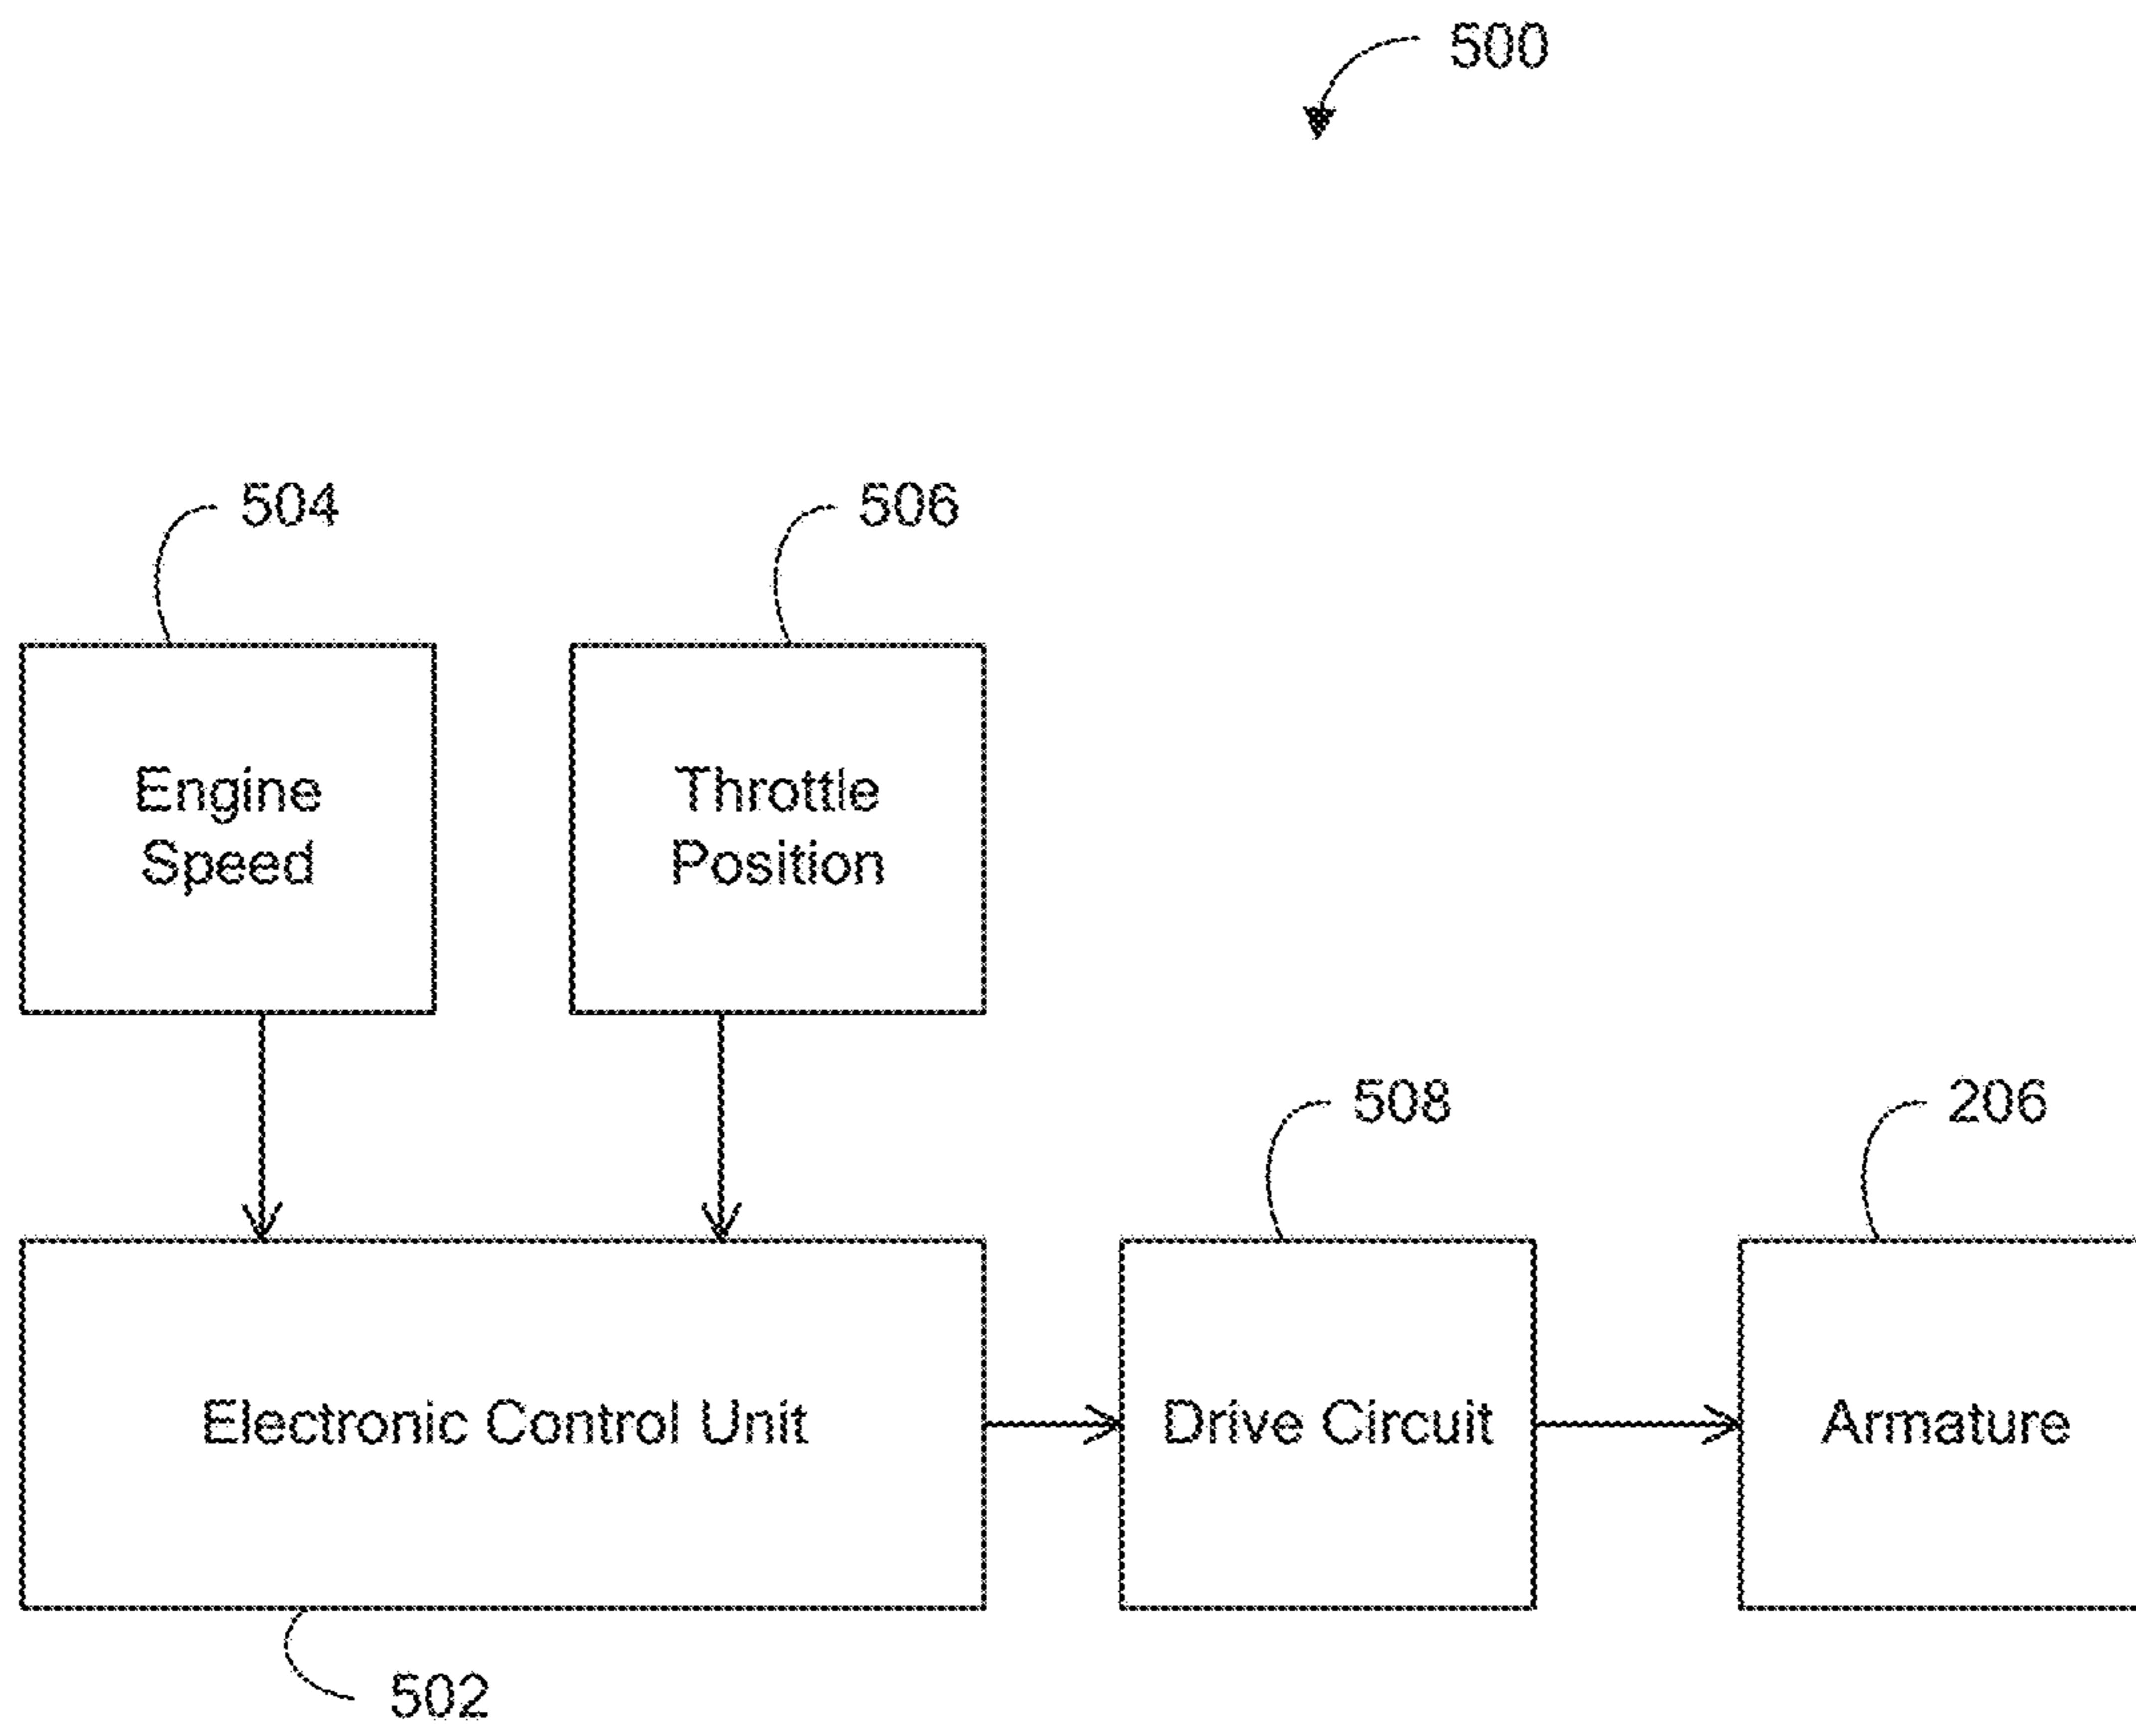 500
504
506
Engine
Speed
Throttle
Position
508
206
Electronic Control Unit
Drive Circuit
Armature
502